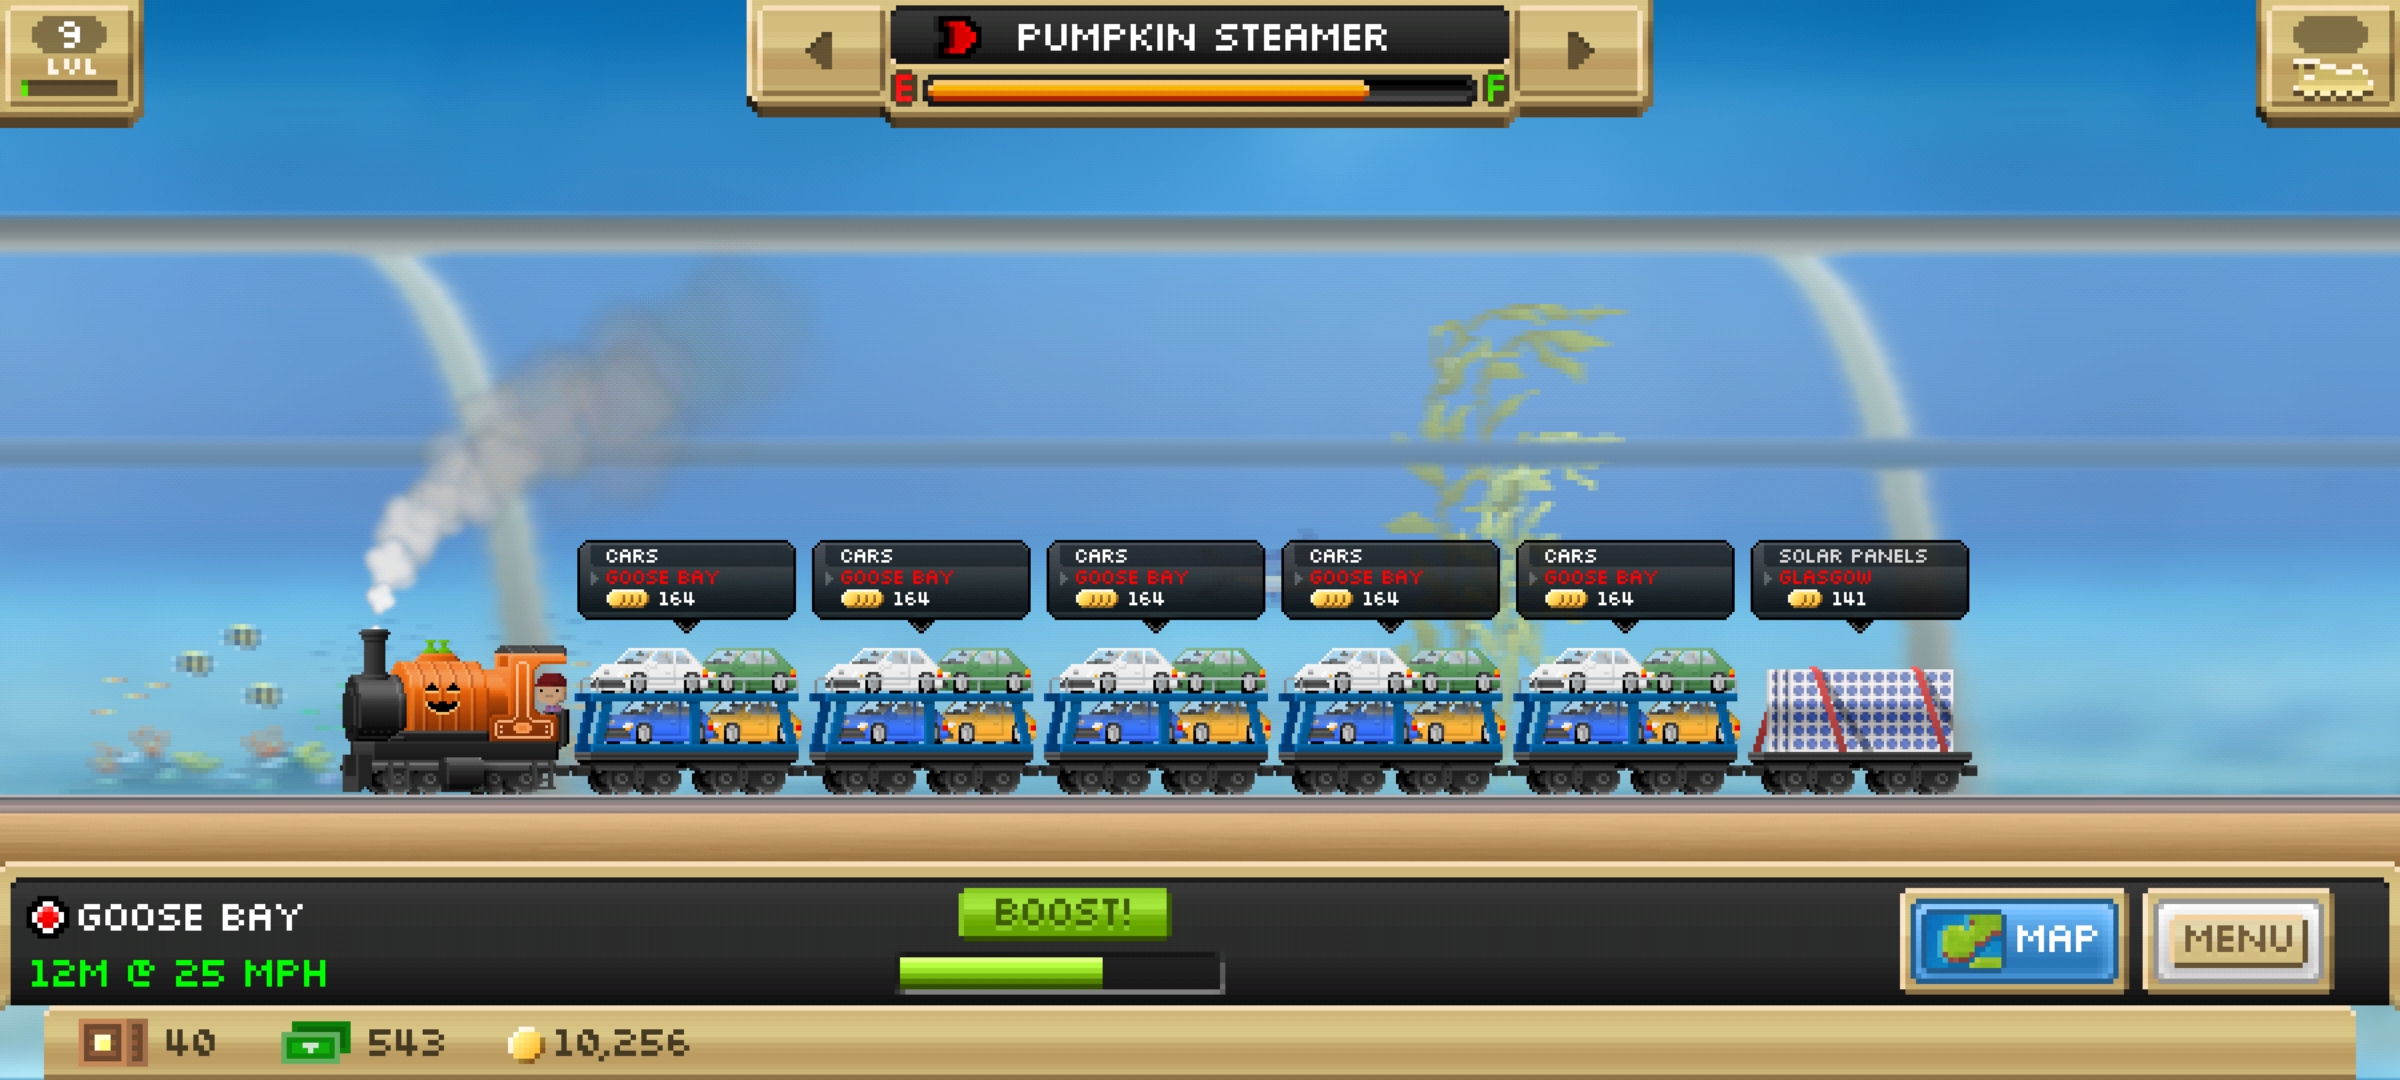 9
LVL
PUMPKIN STEAMER
E F
CARS
GOOSE BAY
164
CARS
GOOSE BAY
164
CARS
GOOSE BAY
164
CARS
GOOSE BAY
164
CARS
GOOSE BAY
164
SOLAR PANELS
GLASGOW
141
GOOSE BAY
12M @ 25 MPH
BOOST!
MAP
MENU
40 543 10,256